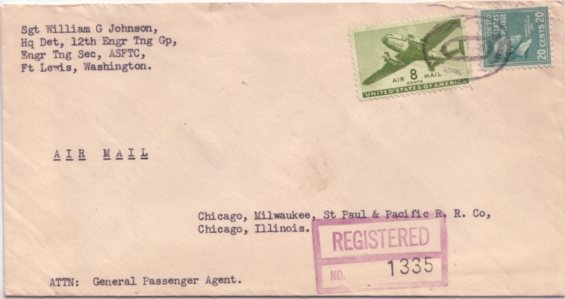 Sgt William G Johnson,
Hq Det, 12th Engr Tng Gp,
Engr Tng Sec, ASFTC,
Ft Lewis, Washington.
AIR 8 MAIL
CENTS
UNITED STATES OF AMERICA
20 CENTS 20
AIR MAIL
Chicago, Milwaukee, St Paul & Pacific R. R. Co,
Chicago, Illinois.
REGISTERED
NO. 1335
ATTN: General Passenger Agent.